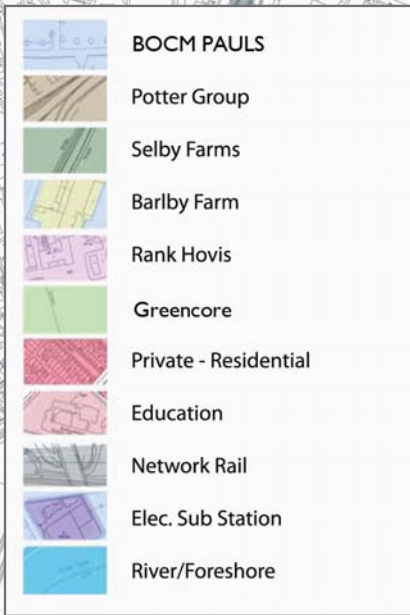 BOCM PAULS
Potter Group
Selby Farms
Barlby Farm
Rank Hovis
Greencore
Private - Residential
Education
Network Rail
Elec. Sub Station
River/Foreshore